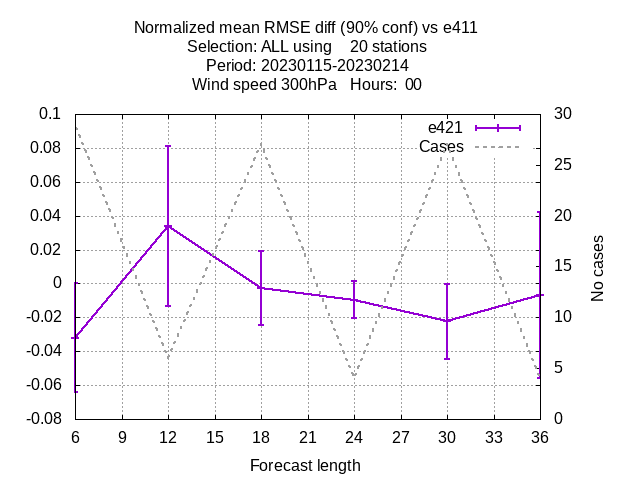 Normalized mean RMSE diff (90% conf) vs e411
Selection: ALL using    20 stations
Period: 20230115-20230214
Wind speed 300hPa   Hours:  00
0.1
0.08
0.06
0.04
0.02
0
-0.02
-0.04
-0.06
-0.08
30
25
20
15
10
5
0
e421
Cases
No cases
6 9 12 15 18 21 24 27 30 33 36
Forecast length